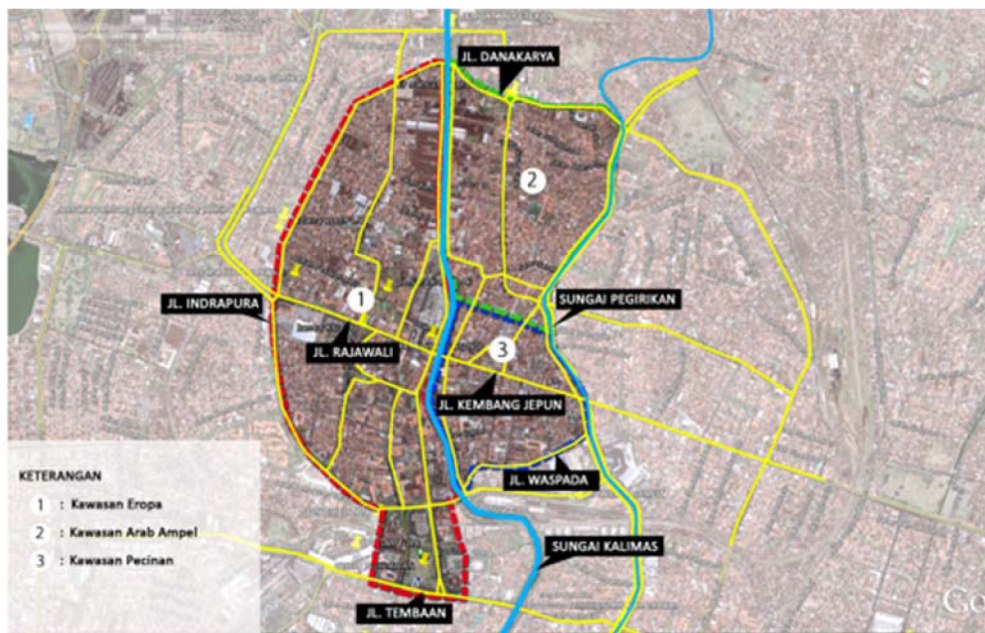 JL. DANAKARYA
2
JL. INDRAPURA
1
SUNGAI PEGIRIKAN
JL. RAJAWALI
3
JL. KEMBANG JEPUN
KETERANGAN
1 : Kawasan Eropa
JL. WASPADA
2 : Kawasan Arab Ampel
SUNGAI KALIMAS
3 : Kawasan Pecinan
JL. TEMBAAN
Go